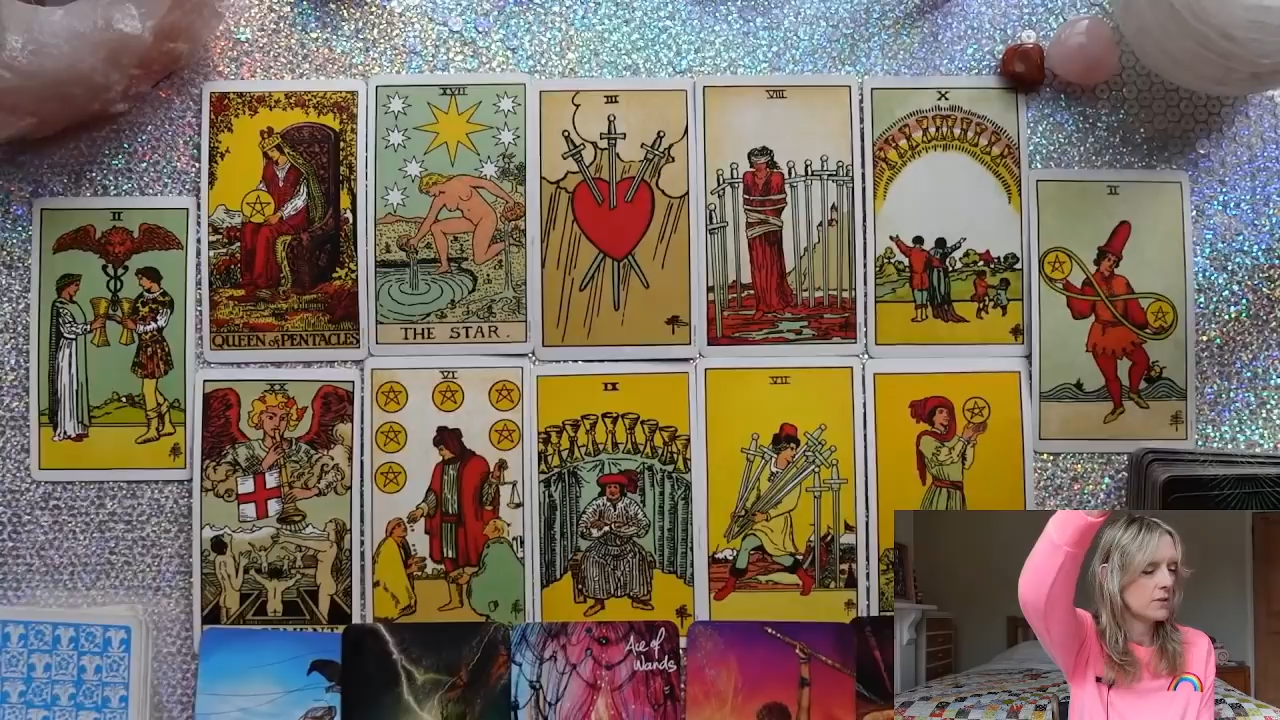 XVII
III
VIII
X
II
II
QUEEN of PENTACLES
THE STAR.
XX
VI
IX
VII
Ace of
Wands